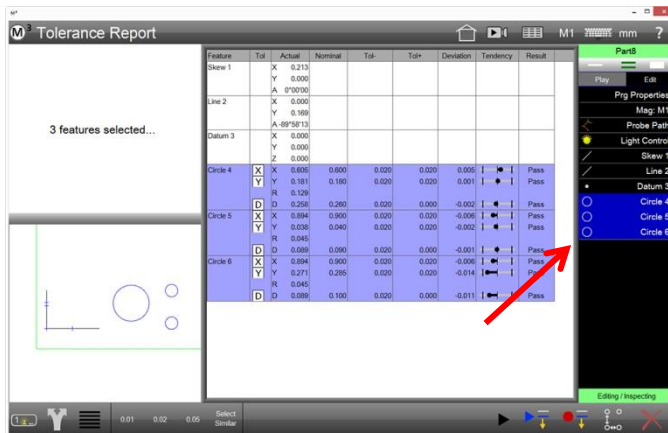 M³
M³ Tolerance Report
M1
mm
?
3 features selected...
Feature Tol Actual Nominal Tol- Tol+ Deviation Tendency Result
Skew 1 X 0.213
Y 0.000
A 0°00'00
Line 2 X 0.000
Y 0.169
A -89°58'13
Datum 3 X 0.000
Y 0.000
Z 0.000
Circle 4 X X 0.605 0.600 0.020 0.020 0.005 Pass
Y Y 0.181 0.180 0.020 0.020 0.001 Pass
R 0.129
D D 0.258 0.260 0.020 0.000 -0.002 Pass
Circle 5 X X 0.894 0.900 0.020 0.020 -0.006 Pass
Y Y 0.038 0.040 0.020 0.020 -0.002 Pass
R 0.045
D D 0.089 0.090 0.020 0.000 -0.001 Pass
Circle 6 X X 0.894 0.900 0.020 0.020 -0.006 Pass
Y Y 0.271 0.285 0.020 0.020 -0.014 Pass
R 0.045
D D 0.089 0.100 0.020 0.000 -0.011 Pass
Part8
Play Edit
Prg Properties
Mag: M1
Probe Path
Light Control
Skew 1
Line 2
Datum 3
Circle 4
Circle 5
Circle 6
Editing / Inspecting
0.01 0.02 0.05 Select
Similar